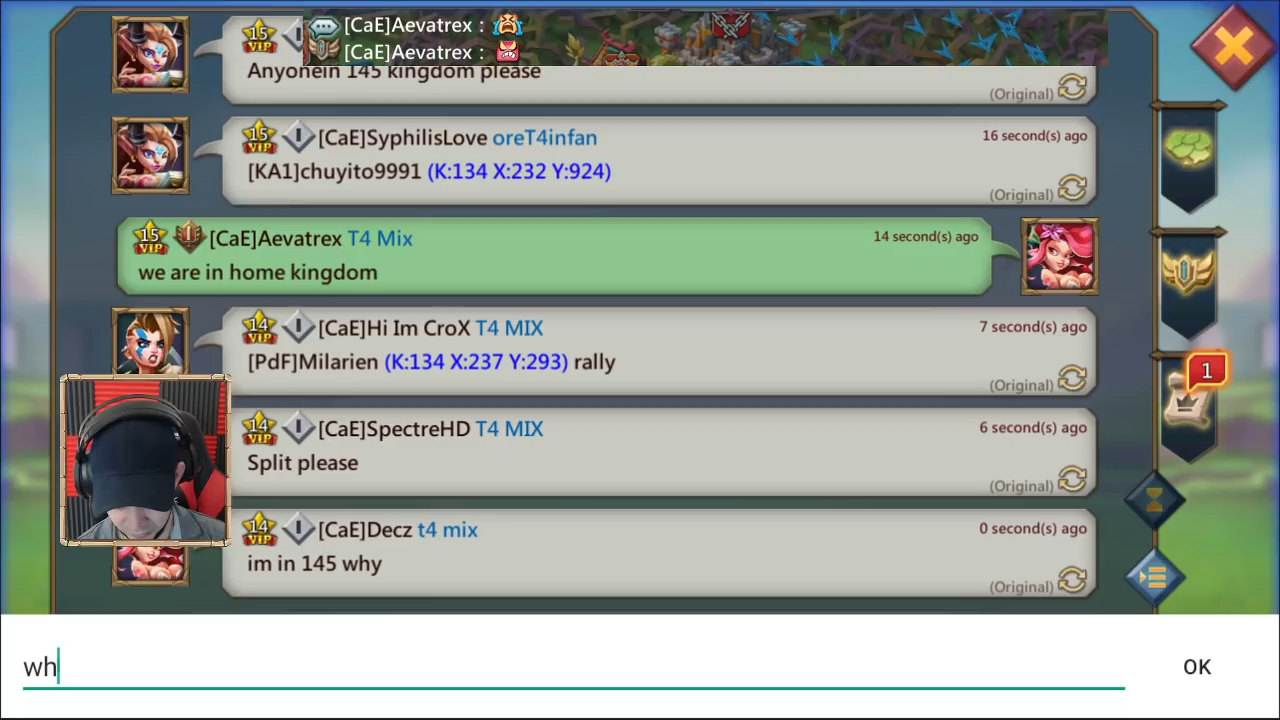 [CaE]Aevatrex :
[CaE]Aevatrex :
15 VIP
Anyonein 145 kingdom please
(Original)
15 VIP [CaE]SyphilisLove oreT4infan 16 second(s) ago
[KA1]chuyito9991 (K:134 X:232 Y:924)
(Original)
15 VIP [CaE]Aevatrex T4 Mix 14 second(s) ago
we are in home kingdom
14 VIP [CaE]Hi Im CroX T4 MIX 7 second(s) ago
[PdF]Milarien (K:134 X:237 Y:293) rally
(Original)
1
14 VIP [CaE]SpectreHD T4 MIX 6 second(s) ago
Split please
(Original)
14 VIP [CaE]Decz t4 mix 0 second(s) ago
im in 145 why
(Original)
wh
OK